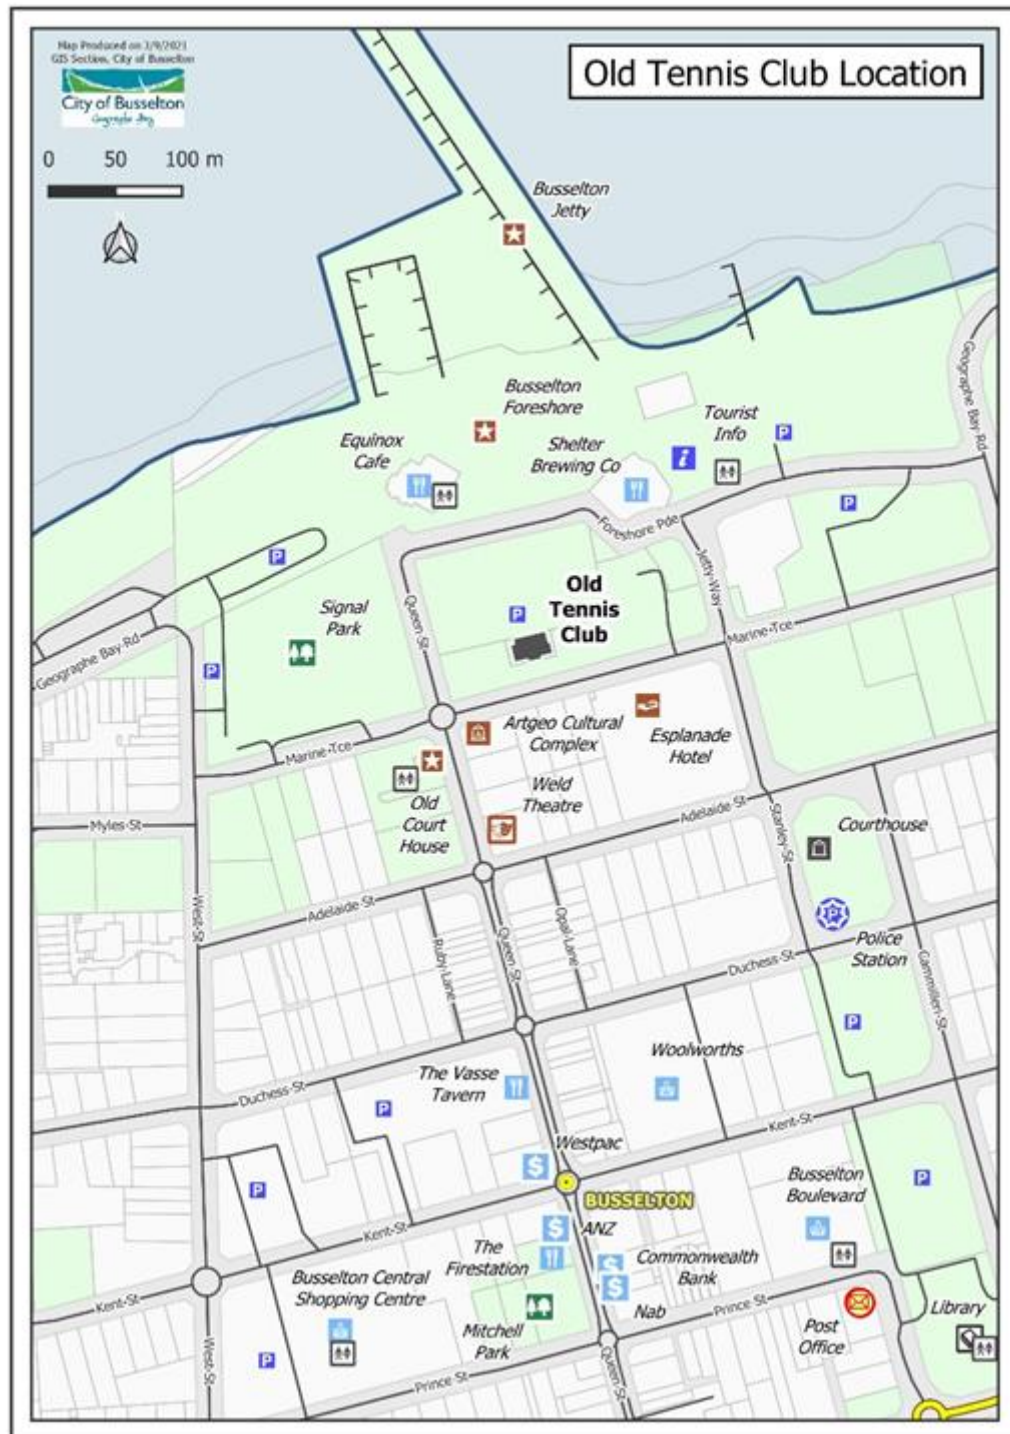 Map Produced on 3/9/2021
GIS Section, City of Busselton
City of Busselton
Geographe Bay
0 50 100 m
Old Tennis Club Location
Busselton
Jetty
Busselton
Foreshore
Equinox
Cafe
Shelter
Brewing Co
Tourist
Info
i
P
Geographe Bay Rd
P
Foreshore Pde
P
Jetty Way
Signal
Park
Queen St
P
Old
Tennis
Club
Marine Tce
Geographe Bay Rd
P
Artgeo Cultural
Complex
Esplanade
Hotel
Marine Tce
Old
Court
House
Weld
Theatre
Myles St
Adelaide St
Stanley St
Courthouse
West St
Adelaide St
Ruby Lane
Queen St
Opal Lane
P
Police
Station
Duchess St
Cammilleri St
P
Woolworths
The Vasse
Tavern
Duchess St
P
Kent St
Westpac
$
BUSSELTON
Busselton
Boulevard
P
P
Kent St
$
ANZ
The
Firestation
Commonwealth
Bank
$
$
Busselton Central
Shopping Centre
Kent St
Nab
Prince St
Post
Office
Library
Mitchell
Park
West St
P
Prince St
Queen St